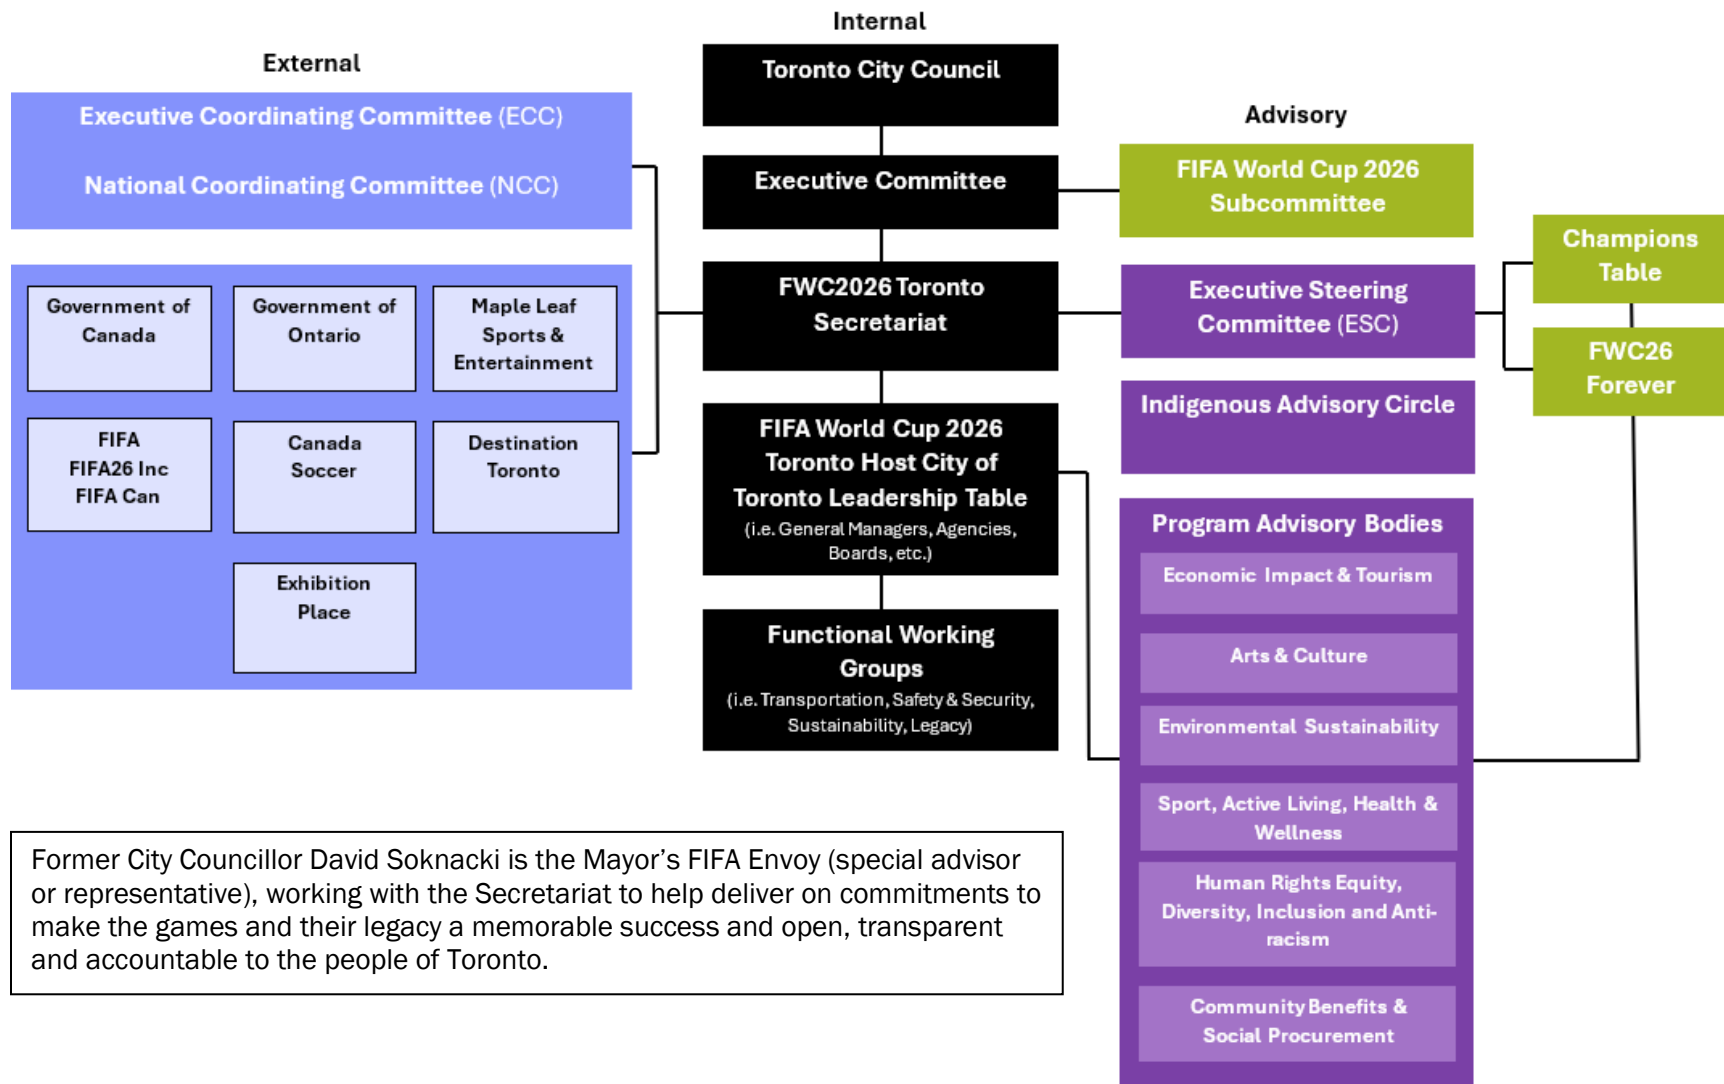 Internal
External
Toronto City Council
Advisory
Executive Coordinating Committee (ECC)
National Coordinating Committee (NCC)
Executive Committee
FIFA World Cup 2026
Subcommittee
Champions
Table
Government of
Canada
Government of
Ontario
Maple Leaf
Sports &
Entertainment
FWC2026 Toronto
Secretariat
Executive Steering
Committee (ESC)
FWC26
Forever
FIFA
FIFA26 Inc
FIFA Can
Canada
Soccer
Destination
Toronto
FIFA World Cup 2026
Toronto Host City of
Toronto Leadership Table
(i.e. General Managers, Agencies,
Boards, etc.)
Indigenous Advisory Circle
Exhibition
Place
Functional Working
Groups
(i.e. Transportation, Safety & Security,
Sustainability, Legacy)
Program Advisory Bodies
Economic Impact & Tourism
Arts & Culture
Environmental Sustainability
Sport, Active Living, Health &
Wellness
Human Rights Equity,
Diversity, Inclusion and Anti-
racism
Community Benefits &
Social Procurement
Former City Councillor David Soknacki is the Mayor’s FIFA Envoy (special advisor
or representative), working with the Secretariat to help deliver on commitments to
make the games and their legacy a memorable success and open, transparent
and accountable to the people of Toronto.